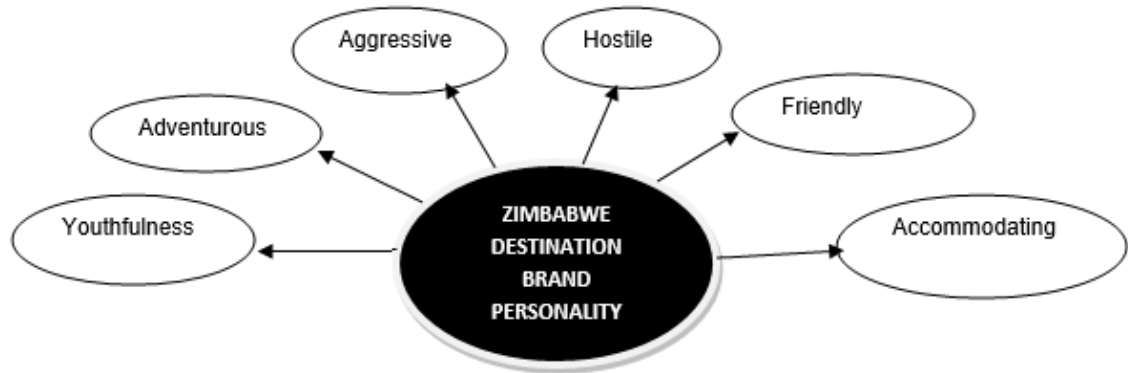 Aggressive
Hostile
Adventurous
Friendly
Youthfulness
Accommodating
ZIMBABWE
DESTINATION
BRAND
PERSONALITY